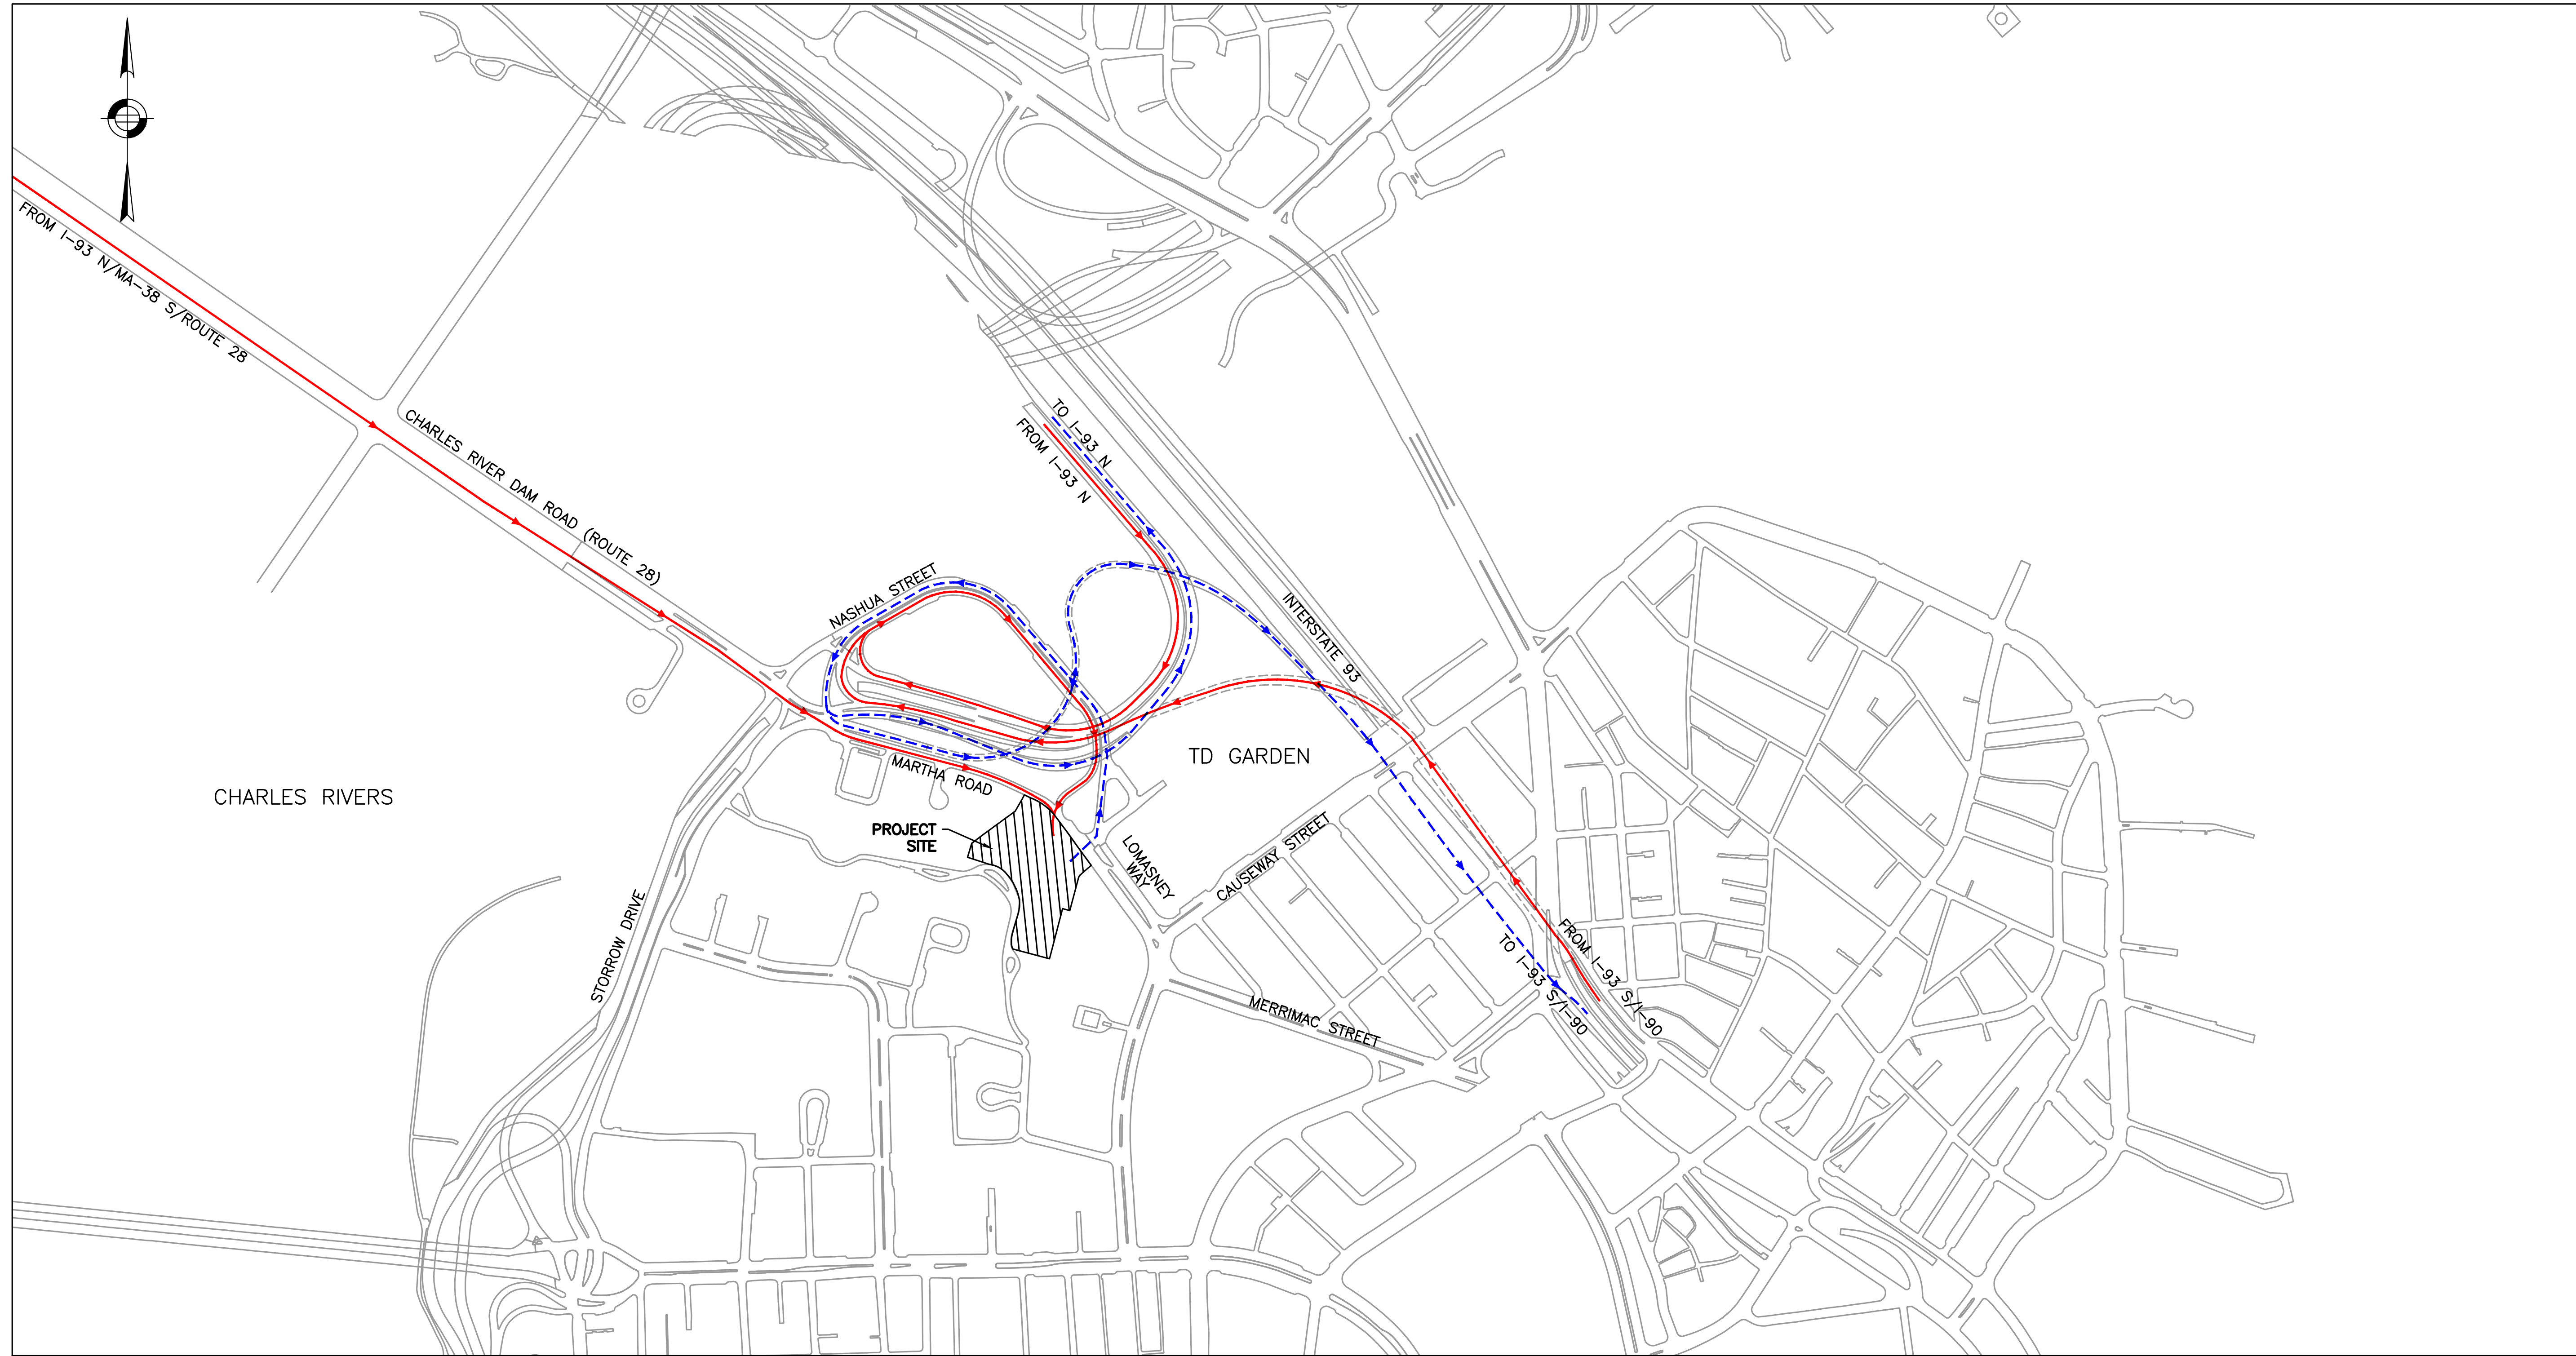 FROM I-93 N/MA-38 S/ROUTE 28
CHARLES RIVER DAM ROAD (ROUTE 28)
TO I-93 N
FROM I-93 N
NASHUA STREET
INTERSTATE 93
TD GARDEN
MARTHA ROAD
CHARLES RIVERS
PROJECT
SITE
LOMASNEY
WAY
CAUSEWAY STREET
STORROW DRIVE
FROM I-93 S/I-90
TO I-93 S/I-90
MERRIMAC STREET